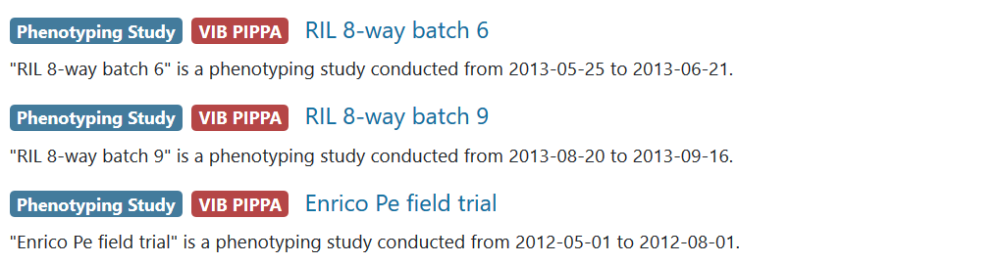 Phenotyping Study VIB PIPPA RIL 8-way batch 6
"RIL 8-way batch 6" is a phenotyping study conducted from 2013-05-25 to 2013-06-21.
Phenotyping Study VIB PIPPA RIL 8-way batch 9
"RIL 8-way batch 9" is a phenotyping study conducted from 2013-08-20 to 2013-09-16.
Phenotyping Study VIB PIPPA Enrico Pe field trial
"Enrico Pe field trial" is a phenotyping study conducted from 2012-05-01 to 2012-08-01.